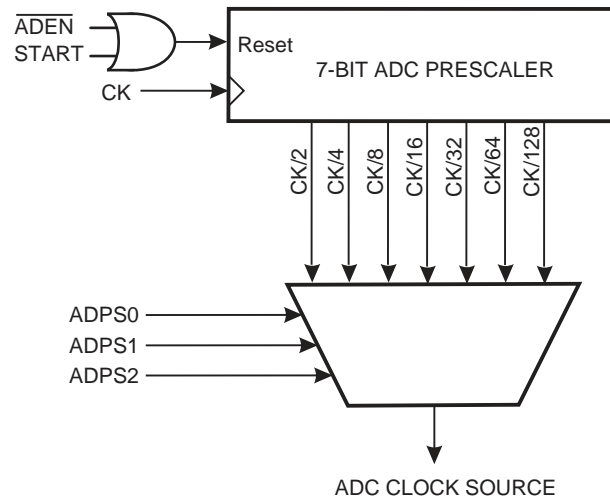 ADEN
START
Reset
7-BIT ADC PRESCALER
CK
CK/2
CK/4
CK/8
CK/16
CK/32
CK/64
CK/128
ADPS0
ADPS1
ADPS2
ADC CLOCK SOURCE